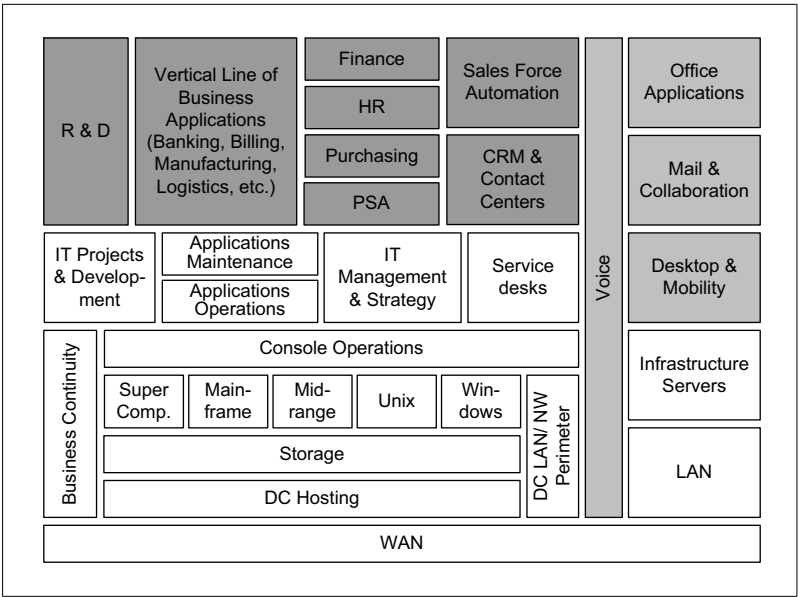 R & D
Vertical Line of
Business
Applications
(Banking, Billing,
Manufacturing,
Logistics, etc.)
Finance
HR
Purchasing
PSA
Sales Force
Automation
CRM &
Contact
Centers
Voice
Office
Applications
Mail &
Collaboration
Desktop &
Mobility
IT Projects
& Develop-
ment
Applications
Maintenance
Applications
Operations
IT
Management
& Strategy
Service
desks
Business Continuity
Console Operations
Super
Comp.
Main-
frame
Mid-
range
Unix
Win-
dows
DC LAN/ NW
Perimeter
Storage
DC Hosting
Infrastructure
Servers
LAN
WAN